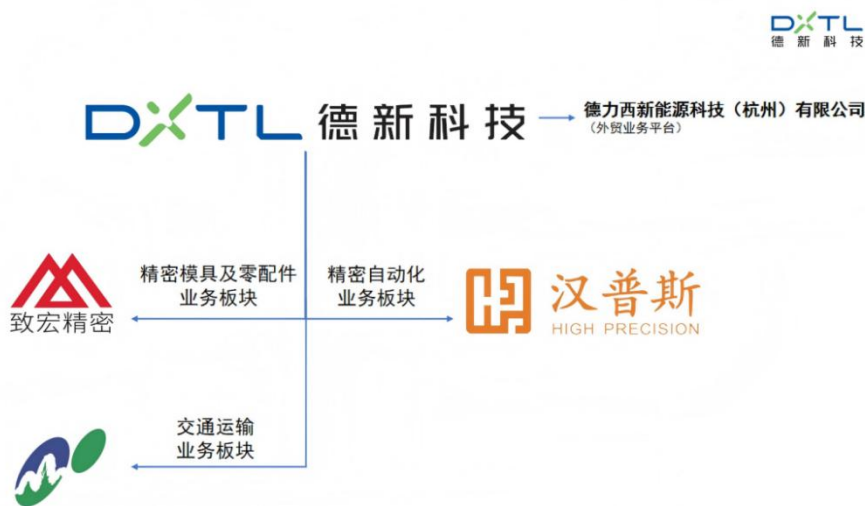 DXTL
德新科技
DXTL 德新科技
德力西新能源科技（杭州）有限公司
（外贸业务平台）
精密模具及零配件
业务板块
精密自动化
业务板块
致宏精密
汉普斯
HIGH PRECISION
交通运输
业务板块